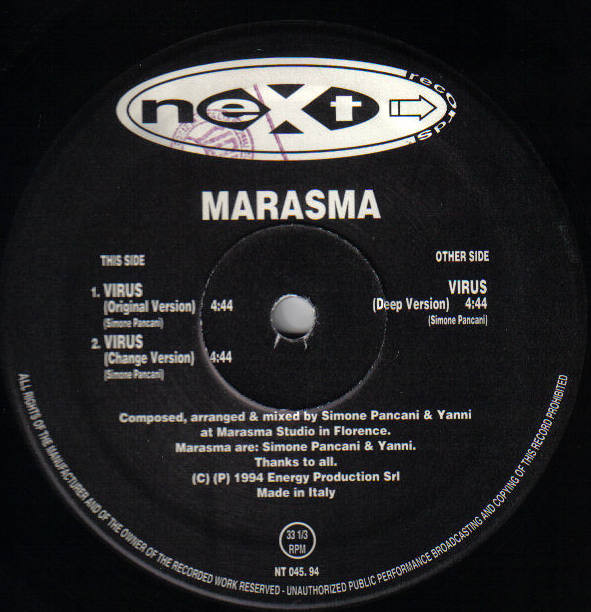 next records
MARASMA
THIS SIDE
1. VIRUS
(Original Version) 4:44
(Simone Pancani)
2. VIRUS
(Change Version) 4:44
(Simone Pancani)
OTHER SIDE
VIRUS
(Deep Version) 4:44
(Simone Pancani)
Composed, arranged & mixed by Simone Pancani & Yanni
at Marasma Studio in Florence.
Marasma are: Simone Pancani & Yanni.
Thanks to all.
(C) (P) 1994 Energy Production Srl
Made in Italy
33 1/3
RPM
NT 045. 94
ALL RIGHTS OF THE MANUFACTURER AND OF THE OWNER OF THE RECORDED WORK RESERVED - UNAUTHORIZED PUBLIC PERFORMANCE BROADCASTING AND COPYING OF THIS RECORD PROHIBITED